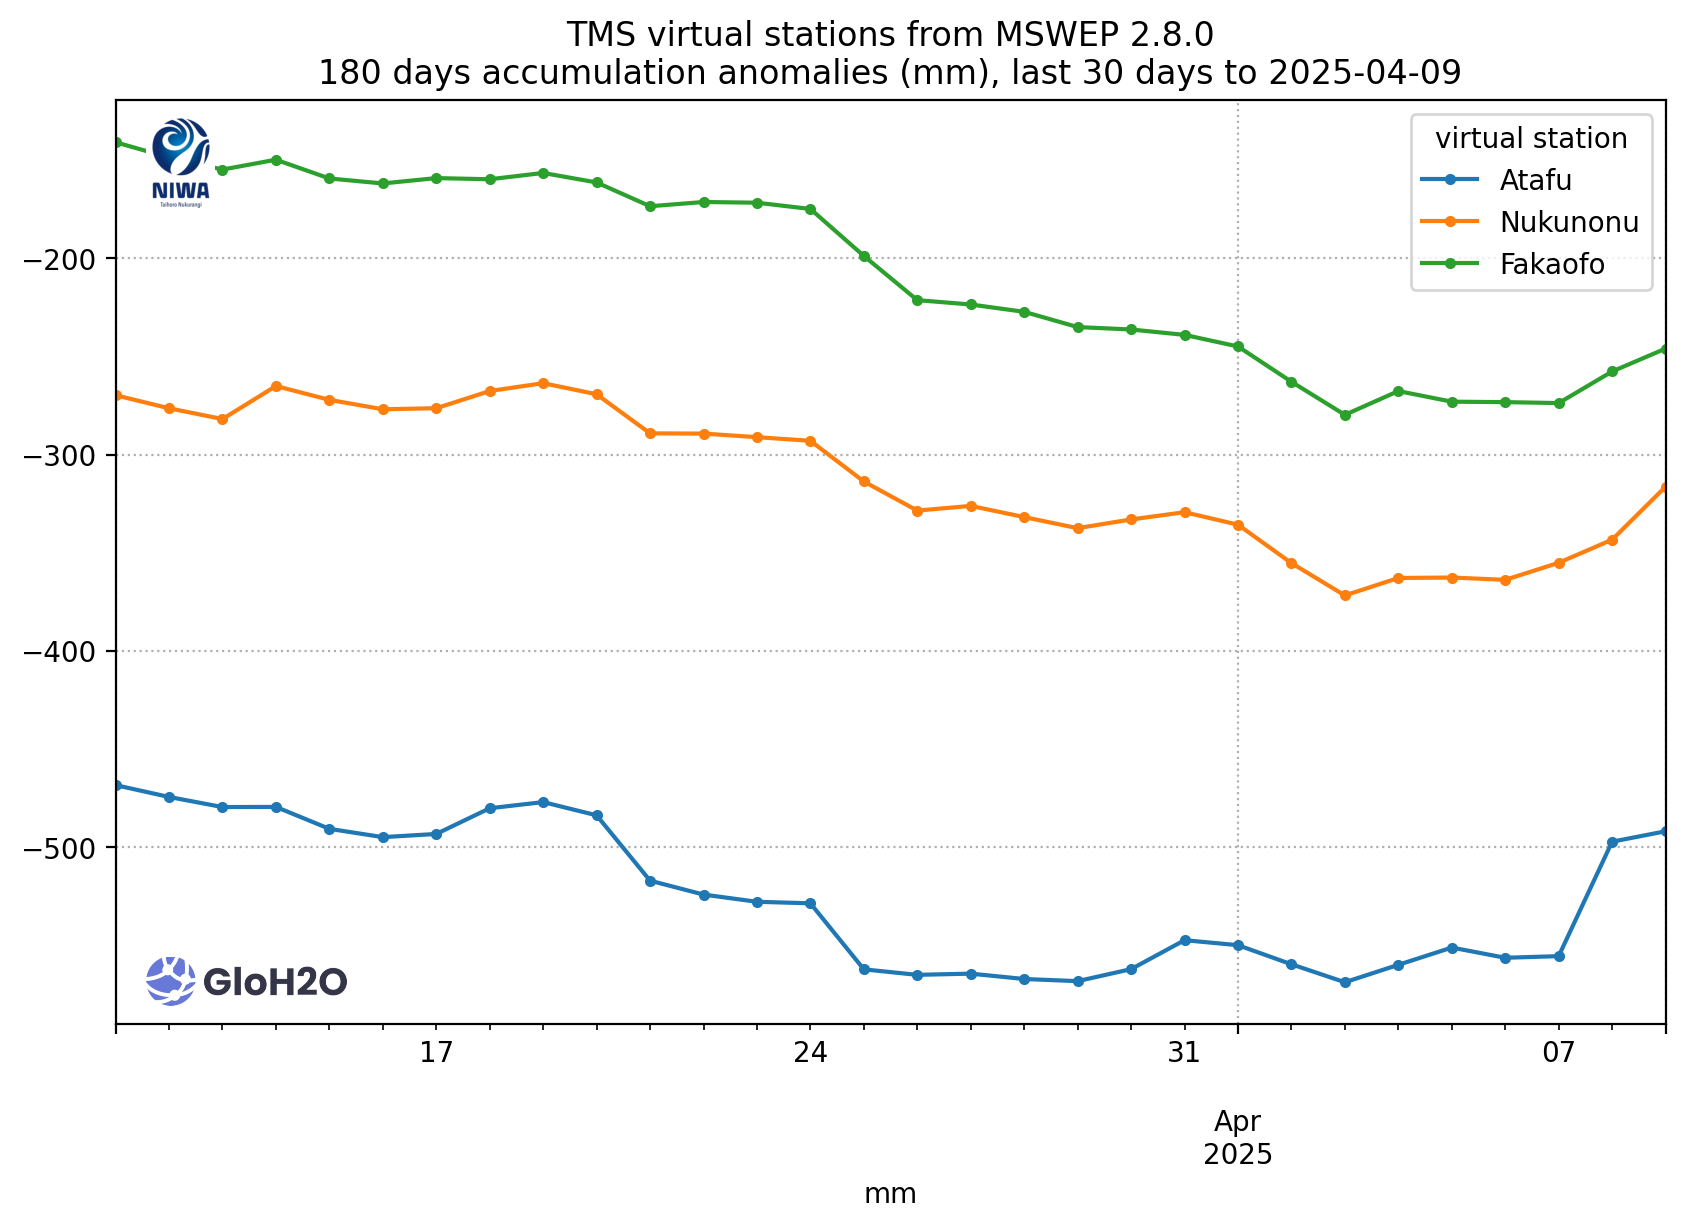 TMS virtual stations from MSWEP 2.8.0
180 days accumulation anomalies (mm), last 30 days to 2025-04-09
NIWA
Taihoro Nukurangi
virtual station
Atafu
Nukunonu
Fakaofo
−200
−300
−400
−500
GloH2O
17
24
31
07
Apr
2025
mm